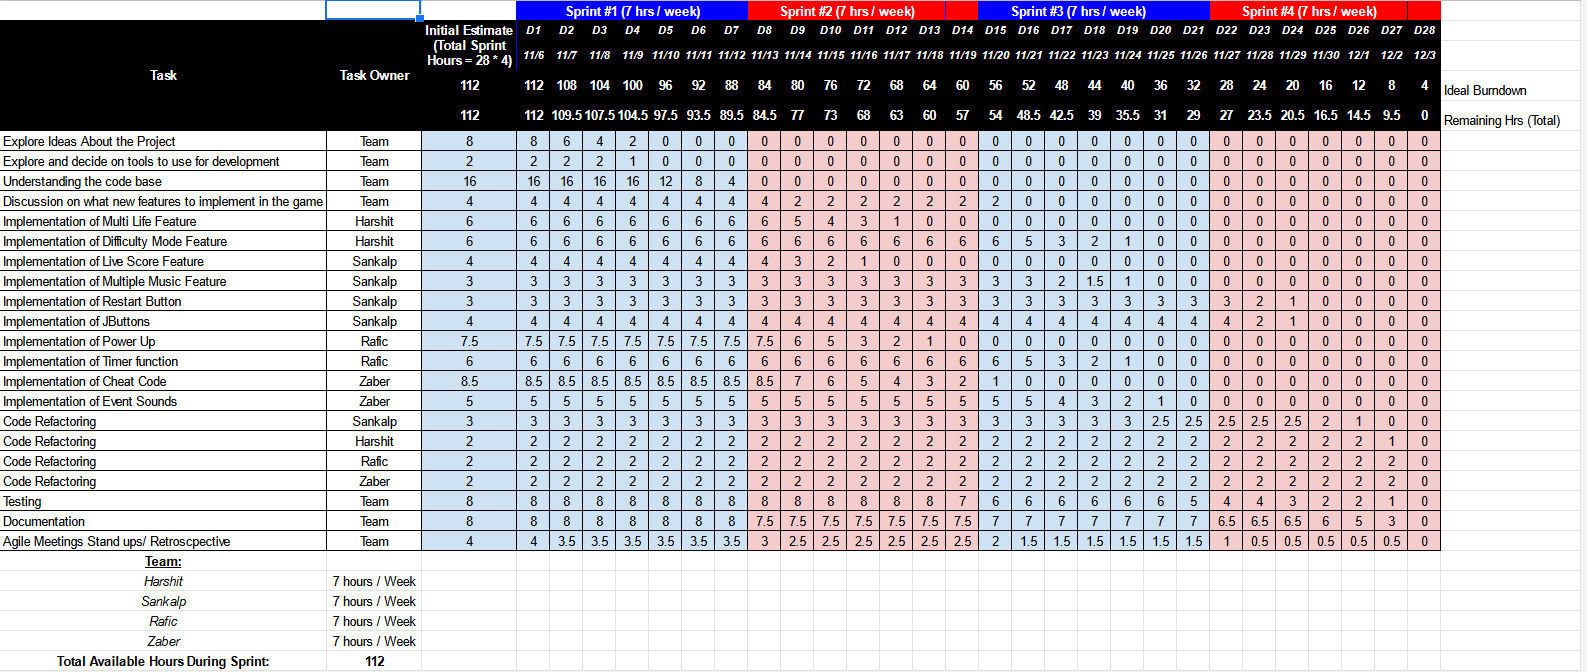 Sprint #1 (7 hrs / week) Sprint #2 (7 hrs / week) Sprint #3 (7 hrs / week) Sprint #4 (7 hrs / week)
Task Task Owner Initial Estimate (Total Sprint Hours = 28 * 4) D1 D2 D3 D4 D5 D6 D7 D8 D9 D10 D11 D12 D13 D14 D15 D16 D17 D18 D19 D20 D21 D22 D23 D24 D25 D26 D27 D28
11/6 11/7 11/8 11/9 11/10 11/11 11/12 11/13 11/14 11/15 11/16 11/17 11/18 11/19 11/20 11/21 11/22 11/23 11/24 11/25 11/26 11/27 11/28 11/29 11/30 12/1 12/2 12/3
112 112 108 104 100 96 92 88 84 80 76 72 68 64 60 56 52 48 44 40 36 32 28 24 20 16 12 8 4 Ideal Burndown
112 112 109.5 107.5 104.5 97.5 93.5 89.5 84.5 77 73 68 63 60 57 54 48.5 42.5 39 35.5 31 29 27 23.5 20.5 16.5 14.5 9.5 0 Remaining Hrs (Total)
Explore Ideas About the Project Team 8 8 6 4 2 0 0 0 0 0 0 0 0 0 0 0 0 0 0 0 0 0 0 0 0 0 0 0 0
Explore and decide on tools to use for development Team 2 2 2 2 1 0 0 0 0 0 0 0 0 0 0 0 0 0 0 0 0 0 0 0 0 0 0 0 0
Understanding the code base Team 16 16 16 16 16 12 8 4 0 0 0 0 0 0 0 0 0 0 0 0 0 0 0 0 0 0 0 0 0
Discussion on what new features to implement in the game Team 4 4 4 4 4 4 4 4 4 2 2 2 2 2 2 2 0 0 0 0 0 0 0 0 0 0 0 0 0
Implementation of Multi Life Feature Harshit 6 6 6 6 6 6 6 6 6 5 4 3 1 0 0 0 0 0 0 0 0 0 0 0 0 0 0 0 0
Implementation of Difficulty Mode Feature Harshit 6 6 6 6 6 6 6 6 6 6 6 6 6 6 6 6 5 3 2 1 0 0 0 0 0 0 0 0 0
Implementation of Live Score Feature Sankalp 4 4 4 4 4 4 4 4 4 3 2 1 0 0 0 0 0 0 0 0 0 0 0 0 0 0 0 0 0
Implementation of Multiple Music Feature Sankalp 3 3 3 3 3 3 3 3 3 3 3 3 3 3 3 3 3 2 1.5 1 0 0 0 0 0 0 0 0 0
Implementation of Restart Button Sankalp 3 3 3 3 3 3 3 3 3 3 3 3 3 3 3 3 3 3 3 3 3 3 3 2 1 0 0 0 0
Implementation of JButtons Sankalp 4 4 4 4 4 4 4 4 4 4 4 4 4 4 4 4 4 4 4 4 4 4 4 2 1 0 0 0 0
Implementation of Power Up Rafic 7.5 7.5 7.5 7.5 7.5 7.5 7.5 7.5 7.5 6 5 3 2 1 0 0 0 0 0 0 0 0 0 0 0 0 0 0 0
Implementation of Timer function Rafic 6 6 6 6 6 6 6 6 6 6 6 6 6 6 6 6 5 3 2 1 0 0 0 0 0 0 0 0 0
Implementation of Cheat Code Zaber 8.5 8.5 8.5 8.5 8.5 8.5 8.5 8.5 8.5 7 6 5 4 3 2 1 0 0 0 0 0 0 0 0 0 0 0 0 0
Implementation of Event Sounds Zaber 5 5 5 5 5 5 5 5 5 5 5 5 5 5 5 5 5 4 3 2 1 0 0 0 0 0 0 0 0
Code Refactoring Sankalp 3 3 3 3 3 3 3 3 3 3 3 3 3 3 3 3 3 3 3 3 2.5 2.5 2.5 2.5 2.5 2 1 0 0
Code Refactoring Harshit 2 2 2 2 2 2 2 2 2 2 2 2 2 2 2 2 2 2 2 2 2 2 2 2 2 2 2 1 0
Code Refactoring Rafic 2 2 2 2 2 2 2 2 2 2 2 2 2 2 2 2 2 2 2 2 2 2 2 2 2 2 2 2 0
Code Refactoring Zaber 2 2 2 2 2 2 2 2 2 2 2 2 2 2 2 2 2 2 2 2 2 2 2 2 2 2 2 2 0
Testing Team 8 8 8 8 8 8 8 8 8 8 8 8 8 8 7 6 6 6 6 6 6 5 4 4 3 2 2 1 0
Documentation Team 8 8 8 8 8 8 8 8 7.5 7.5 7.5 7.5 7.5 7.5 7.5 7 7 7 7 7 7 7 6.5 6.5 6.5 6 5 3 0
Agile Meetings Stand ups/ Retroscpective Team 4 4 3.5 3.5 3.5 3.5 3.5 3.5 3 2.5 2.5 2.5 2.5 2.5 2.5 2 1.5 1.5 1.5 1.5 1.5 1.5 1 0.5 0.5 0.5 0.5 0.5 0
Team:
Harshit 7 hours / Week
Sankalp 7 hours / Week
Rafic 7 hours / Week
Zaber 7 hours / Week
Total Available Hours During Sprint: 112